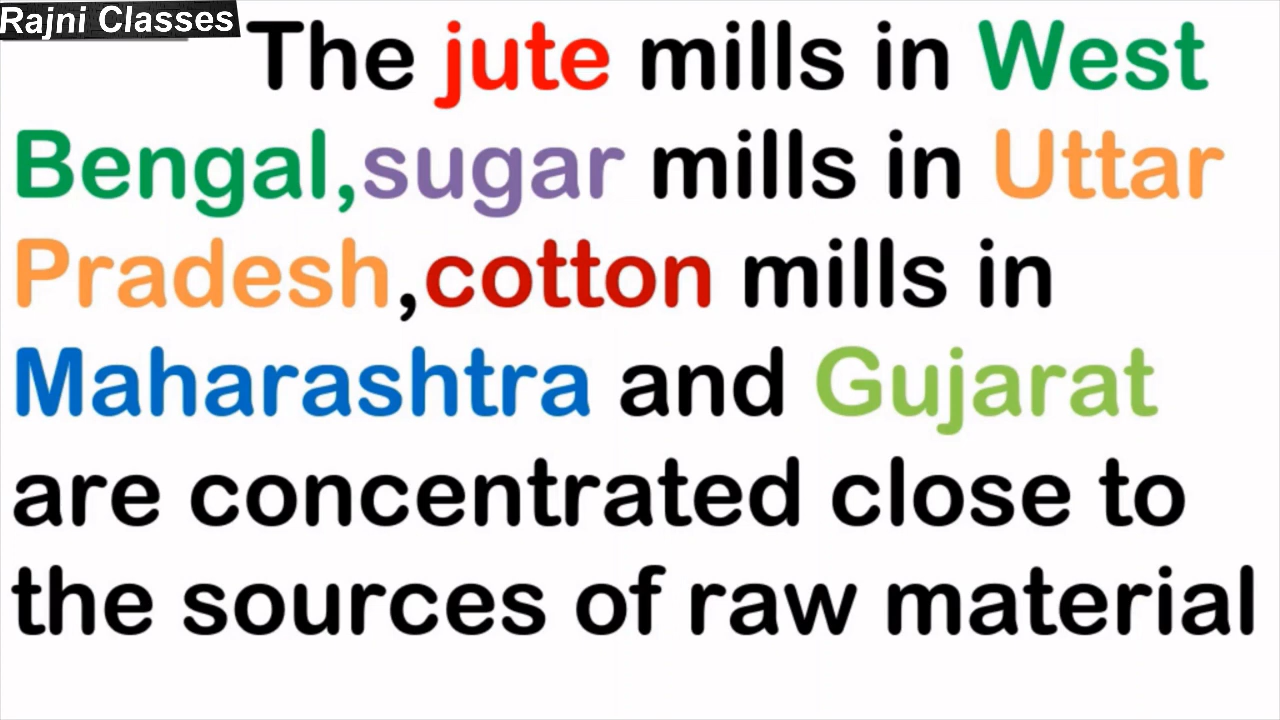 Rajni Classes
The jute mills in West
Bengal,sugar mills in Uttar
Pradesh,cotton mills in
Maharashtra and Gujarat
are concentrated close to
the sources of raw material